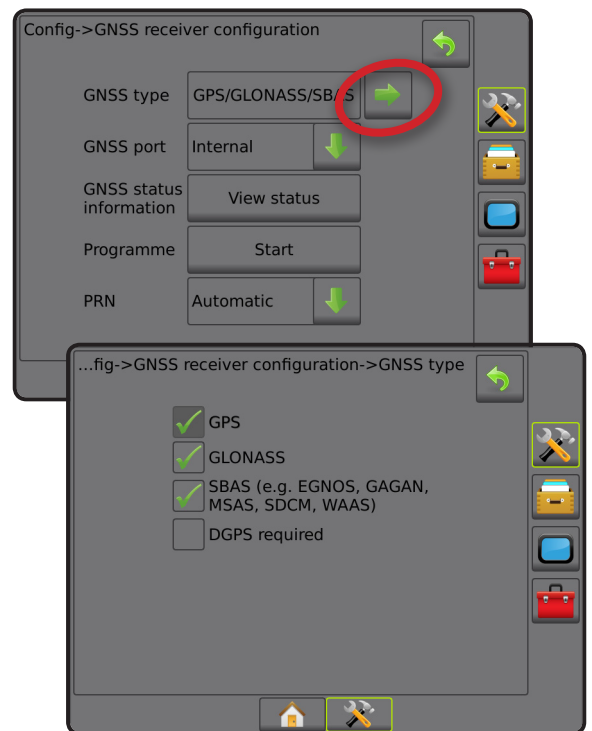 Config->GNSS receiver configuration
GNSS type GPS/GLONASS/SBAS
GNSS port Internal
GNSS status
information
View status
Programme Start
PRN Automatic
...fig->GNSS receiver configuration->GNSS type
GPS
GLONASS
SBAS (e.g. EGNOS, GAGAN,
MSAS, SDCM, WAAS)
DGPS required